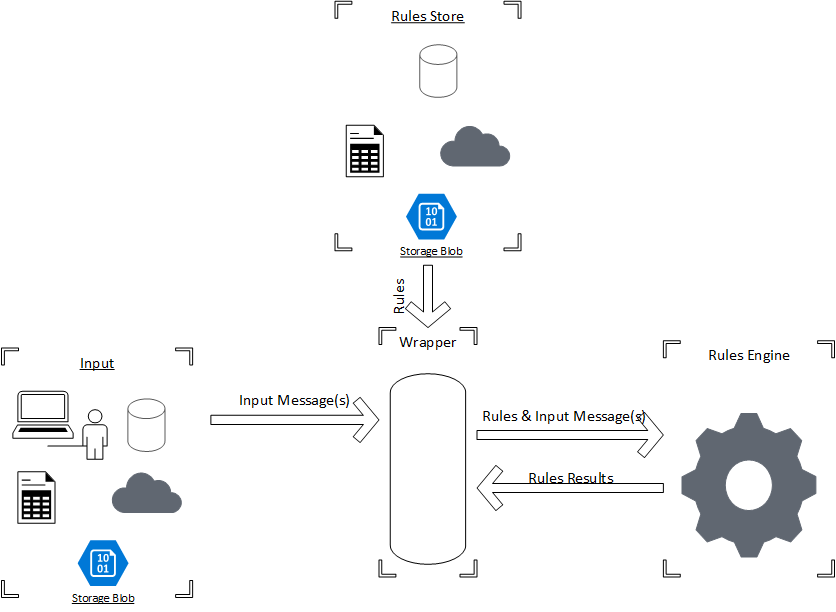 Rules Store
10
01
Storage Blob
Rules
Wrapper
Input
Rules Engine
Input Message(s)
Rules & Input Message(s)
Rules Results
10
01
Storage Blob